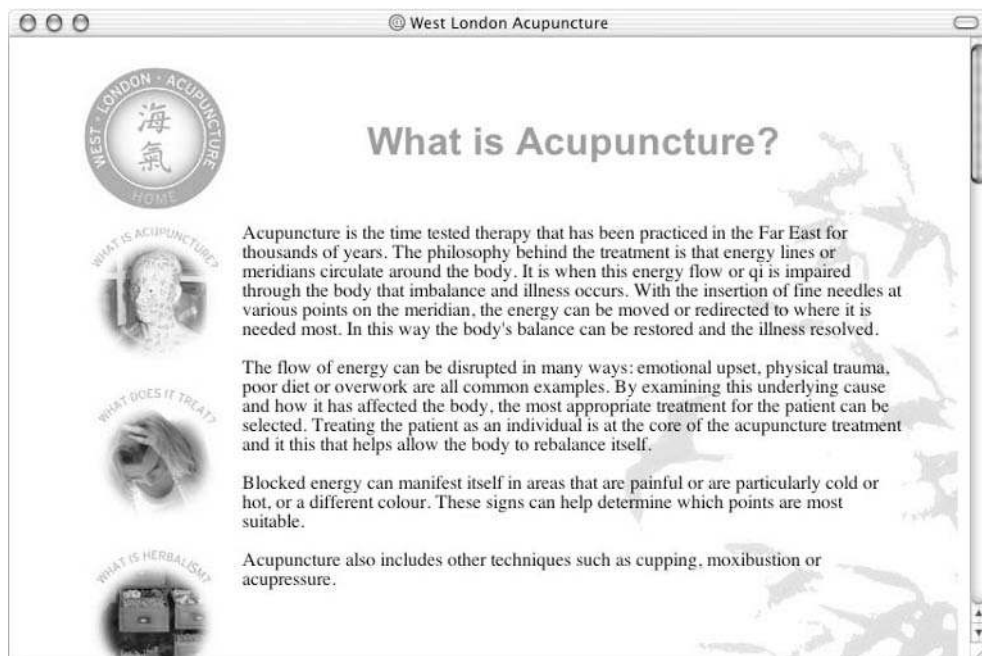 West London Acupuncture
WEST · LONDON · ACUPUNCTURE
海
氣
HOME
What is Acupuncture?
WHAT IS ACUPUNCTURE?
Acupuncture is the time tested therapy that has been practiced in the Far East for
thousands of years. The philosophy behind the treatment is that energy lines or
meridians circulate around the body. It is when this energy flow or qi is impaired
through the body that imbalance and illness occurs. With the insertion of fine needles at
various points on the meridian, the energy can be moved or redirected to where it is
needed most. In this way the body's balance can be restored and the illness resolved.
WHAT DOES IT TREAT?
The flow of energy can be disrupted in many ways: emotional upset, physical trauma,
poor diet or overwork are all common examples. By examining this underlying cause
and how it has affected the body, the most appropriate treatment for the patient can be
selected. Treating the patient as an individual is at the core of the acupuncture treatment
and it this that helps allow the body to rebalance itself.
Blocked energy can manifest itself in areas that are painful or are particularly cold or
hot, or a different colour. These signs can help determine which points are most
suitable.
WHAT IS HERBALISM?
Acupuncture also includes other techniques such as cupping, moxibustion or
acupressure.